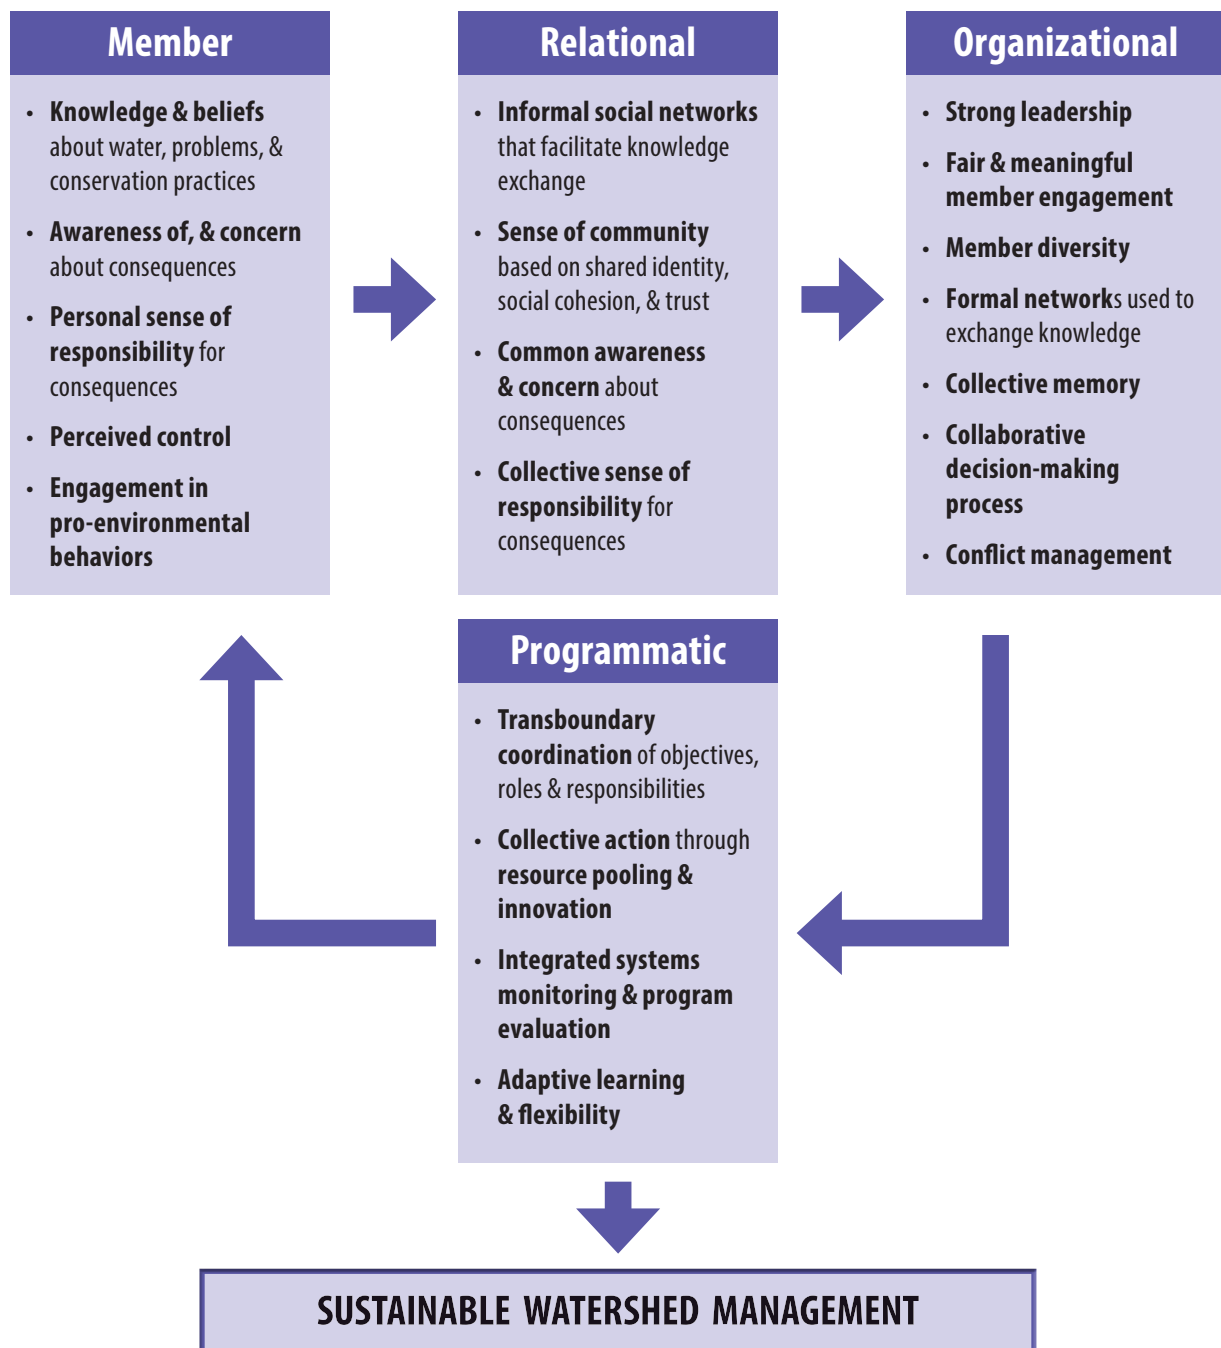 Member
• Knowledge & beliefs
about water, problems, &
conservation practices
• Awareness of, & concern
about consequences
• Personal sense of
responsibility for
consequences
• Perceived control
• Engagement in
pro-environmental
behaviors
Relational
• Informal social networks
that facilitate knowledge
exchange
• Sense of community
based on shared identity,
social cohesion, & trust
• Common awareness
& concern about
consequences
• Collective sense of
responsibility for
consequences
Organizational
• Strong leadership
• Fair & meaningful
member engagement
• Member diversity
• Formal networks used to
exchange knowledge
• Collective memory
• Collaborative
decision-making
process
• Conflict management
Programmatic
• Transboundary
coordination of objectives,
roles & responsibilities
• Collective action through
resource pooling &
innovation
• Integrated systems
monitoring & program
evaluation
• Adaptive learning
& flexibility
SUSTAINABLE WATERSHED MANAGEMENT